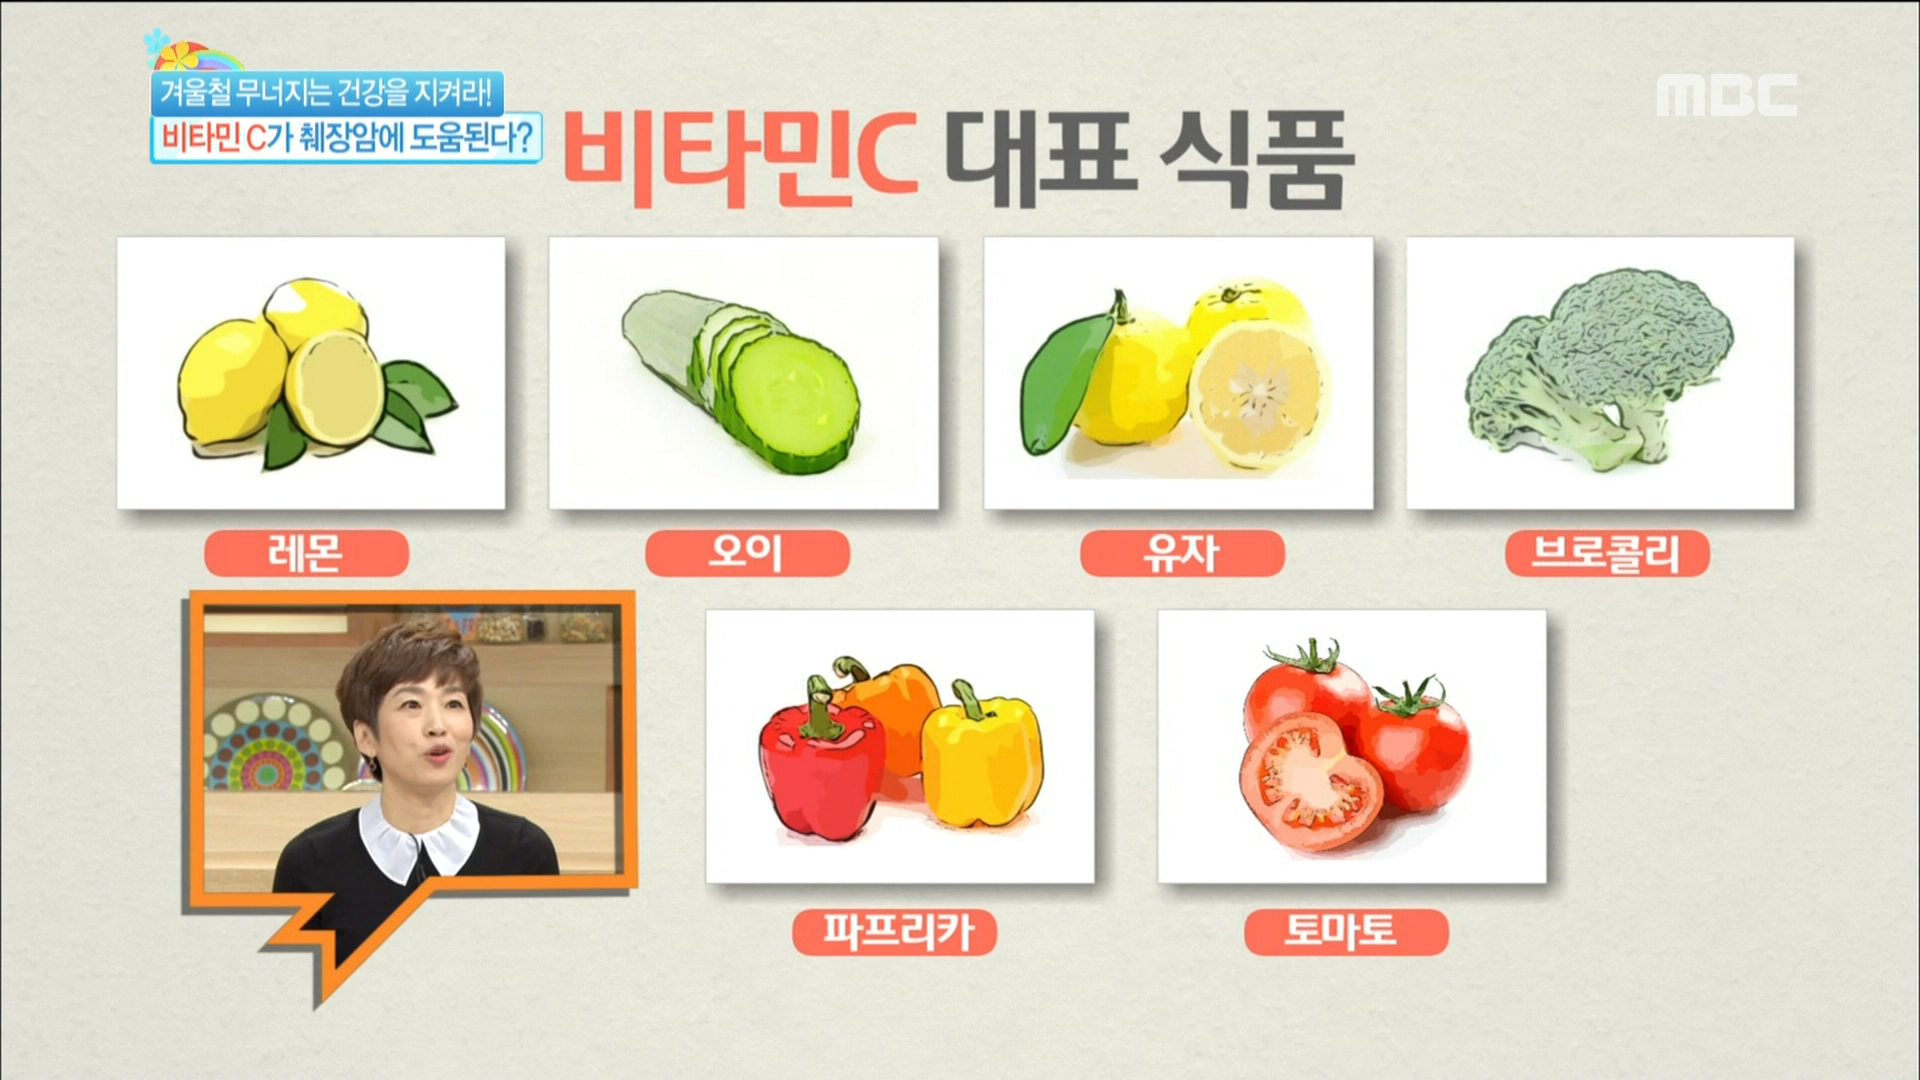 겨울철 무너지는 건강을 지켜라!
비타민 C가 췌장암에 도움된다?
MBC
비타민C 대표 식품
레몬
오이
유자
브로콜리
파프리카
토마토